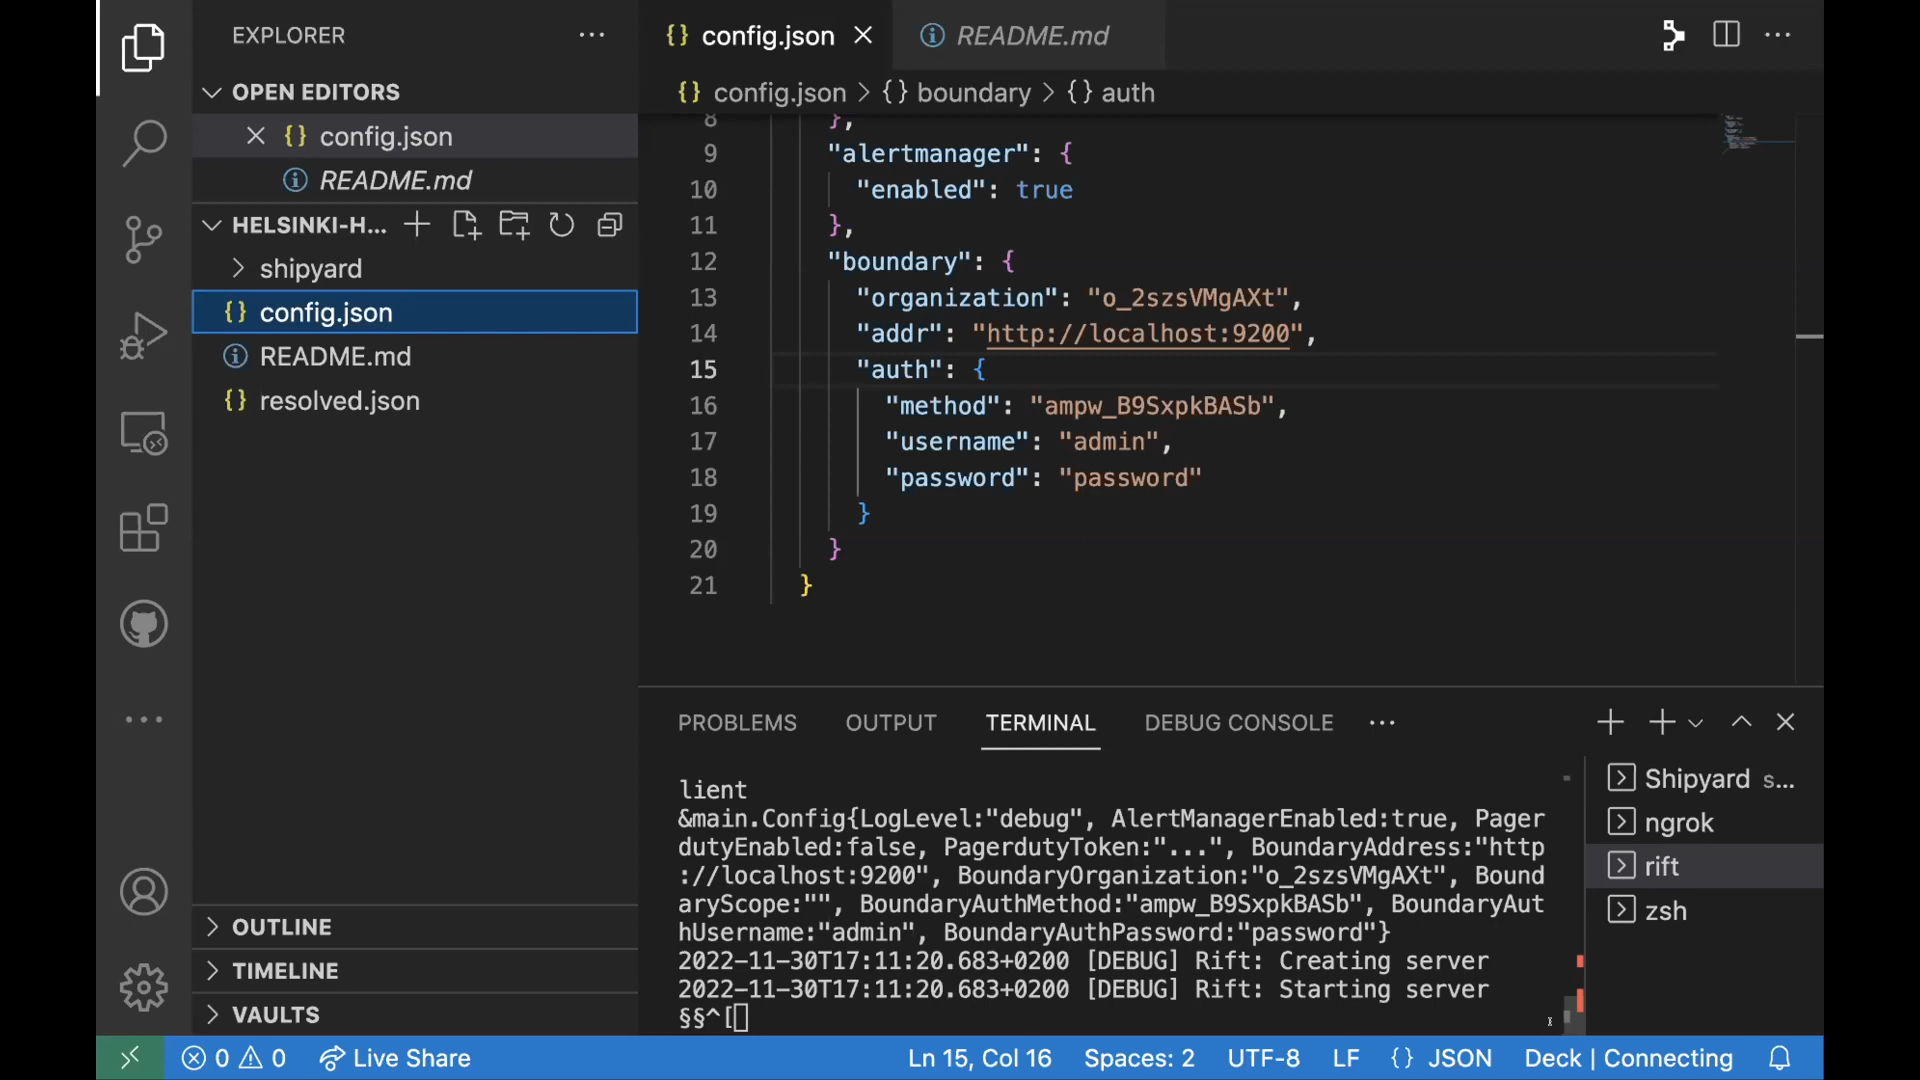 EXPLORER
OPEN EDITORS
config.json
README.md
HELSINKI-H...
shipyard
config.json
README.md
resolved.json
OUTLINE
TIMELINE
VAULTS
config.json
README.md
config.json > {} boundary > {} auth
8 },
9 "alertmanager": {
10 "enabled": true
11 },
12 "boundary": {
13 "organization": "o_2szsVMgAXt",
14 "addr": "http://localhost:9200",
15 "auth": {
16 "method": "ampw_B9SxpkBASb",
17 "username": "admin",
18 "password": "password"
19 }
20 }
21 }
PROBLEMS OUTPUT TERMINAL DEBUG CONSOLE
lient
&main.Config{LogLevel:"debug", AlertManagerEnabled:true, Pager
dutyEnabled:false, PagerdutyToken:"...", BoundaryAddress:"http
://localhost:9200", BoundaryOrganization:"o_2szsVMgAXt", Bound
aryScope:"", BoundaryAuthMethod:"ampw_B9SxpkBASb", BoundaryAut
hUsername:"admin", BoundaryAuthPassword:"password"}
2022-11-30T17:11:20.683+0200 [DEBUG] Rift: Creating server
2022-11-30T17:11:20.683+0200 [DEBUG] Rift: Starting server
§§^[
Shipyard s...
ngrok
rift
zsh
0 0 Live Share Ln 15, Col 16 Spaces: 2 UTF-8 LF {} JSON Deck | Connecting